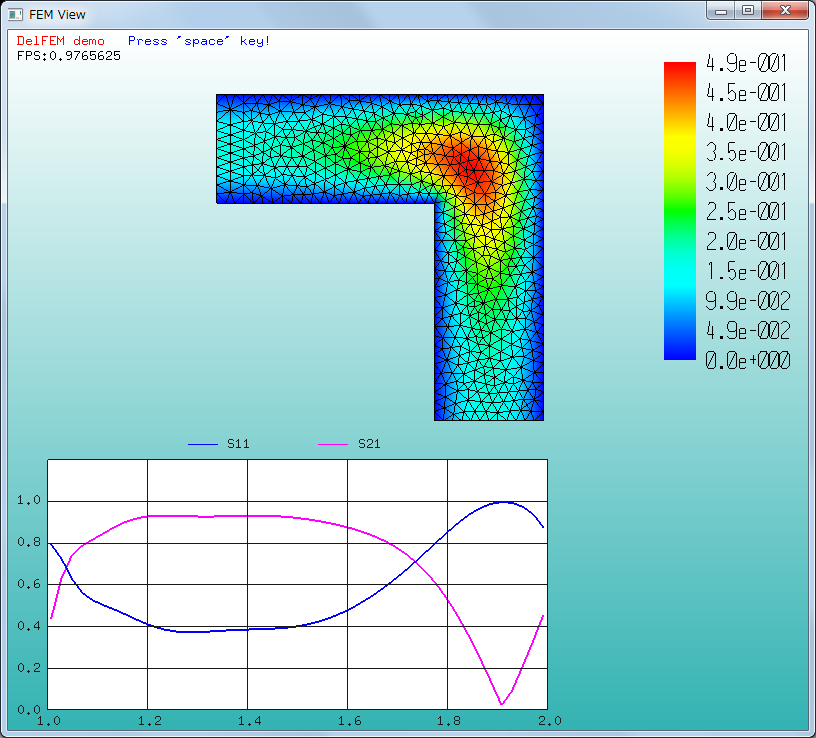 FEM View
DelFEM demo Press "space" key!
FPS:0.9765625
4.9e-001
4.5e-001
4.0e-001
3.5e-001
3.0e-001
2.5e-001
2.0e-001
1.5e-001
9.9e-002
4.9e-002
0.0e+000
S11 S21
1.0
0.8
0.6
0.4
0.2
0.0
1.0 1.2 1.4 1.6 1.8 2.0